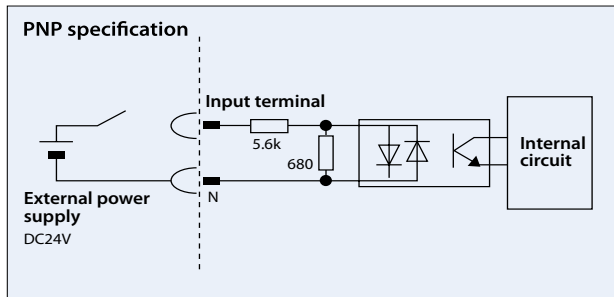 PNP specification
Input terminal
5.6k
680
Internal
circuit
N
External power
supply
DC24V